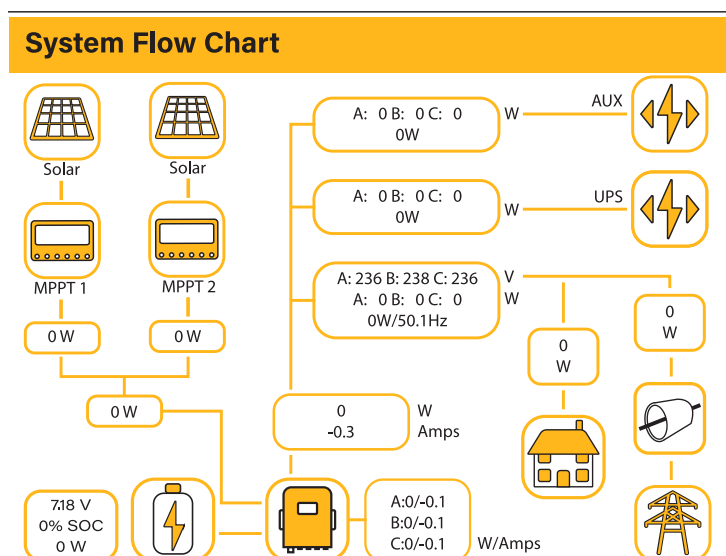 System Flow Chart
A: 0 B: 0 C: 0
0W
W
AUX
Solar
Solar
A: 0 B: 0 C: 0
0W
W
UPS
MPPT 1
MPPT 2
A: 236 B: 238 C: 236
V
A: 0 B: 0 C: 0
W
0W/50.1Hz
0 W
0 W
0
W
0
W
0 W
0
W
-0.3
Amps
7.18 V
0% SOC
0 W
A:0/-0.1
B:0/-0.1
C:0/-0.1
W/Amps